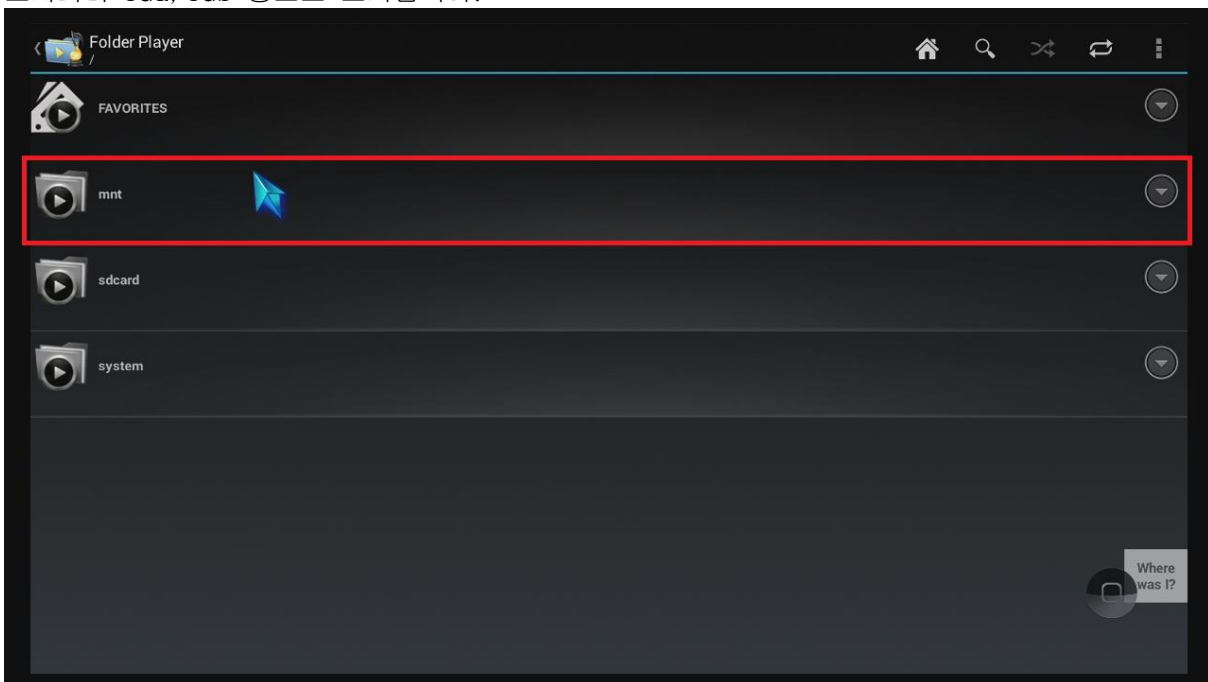 Folder Player
/
FAVORITES
mnt
sdcard
system
Where
was I?